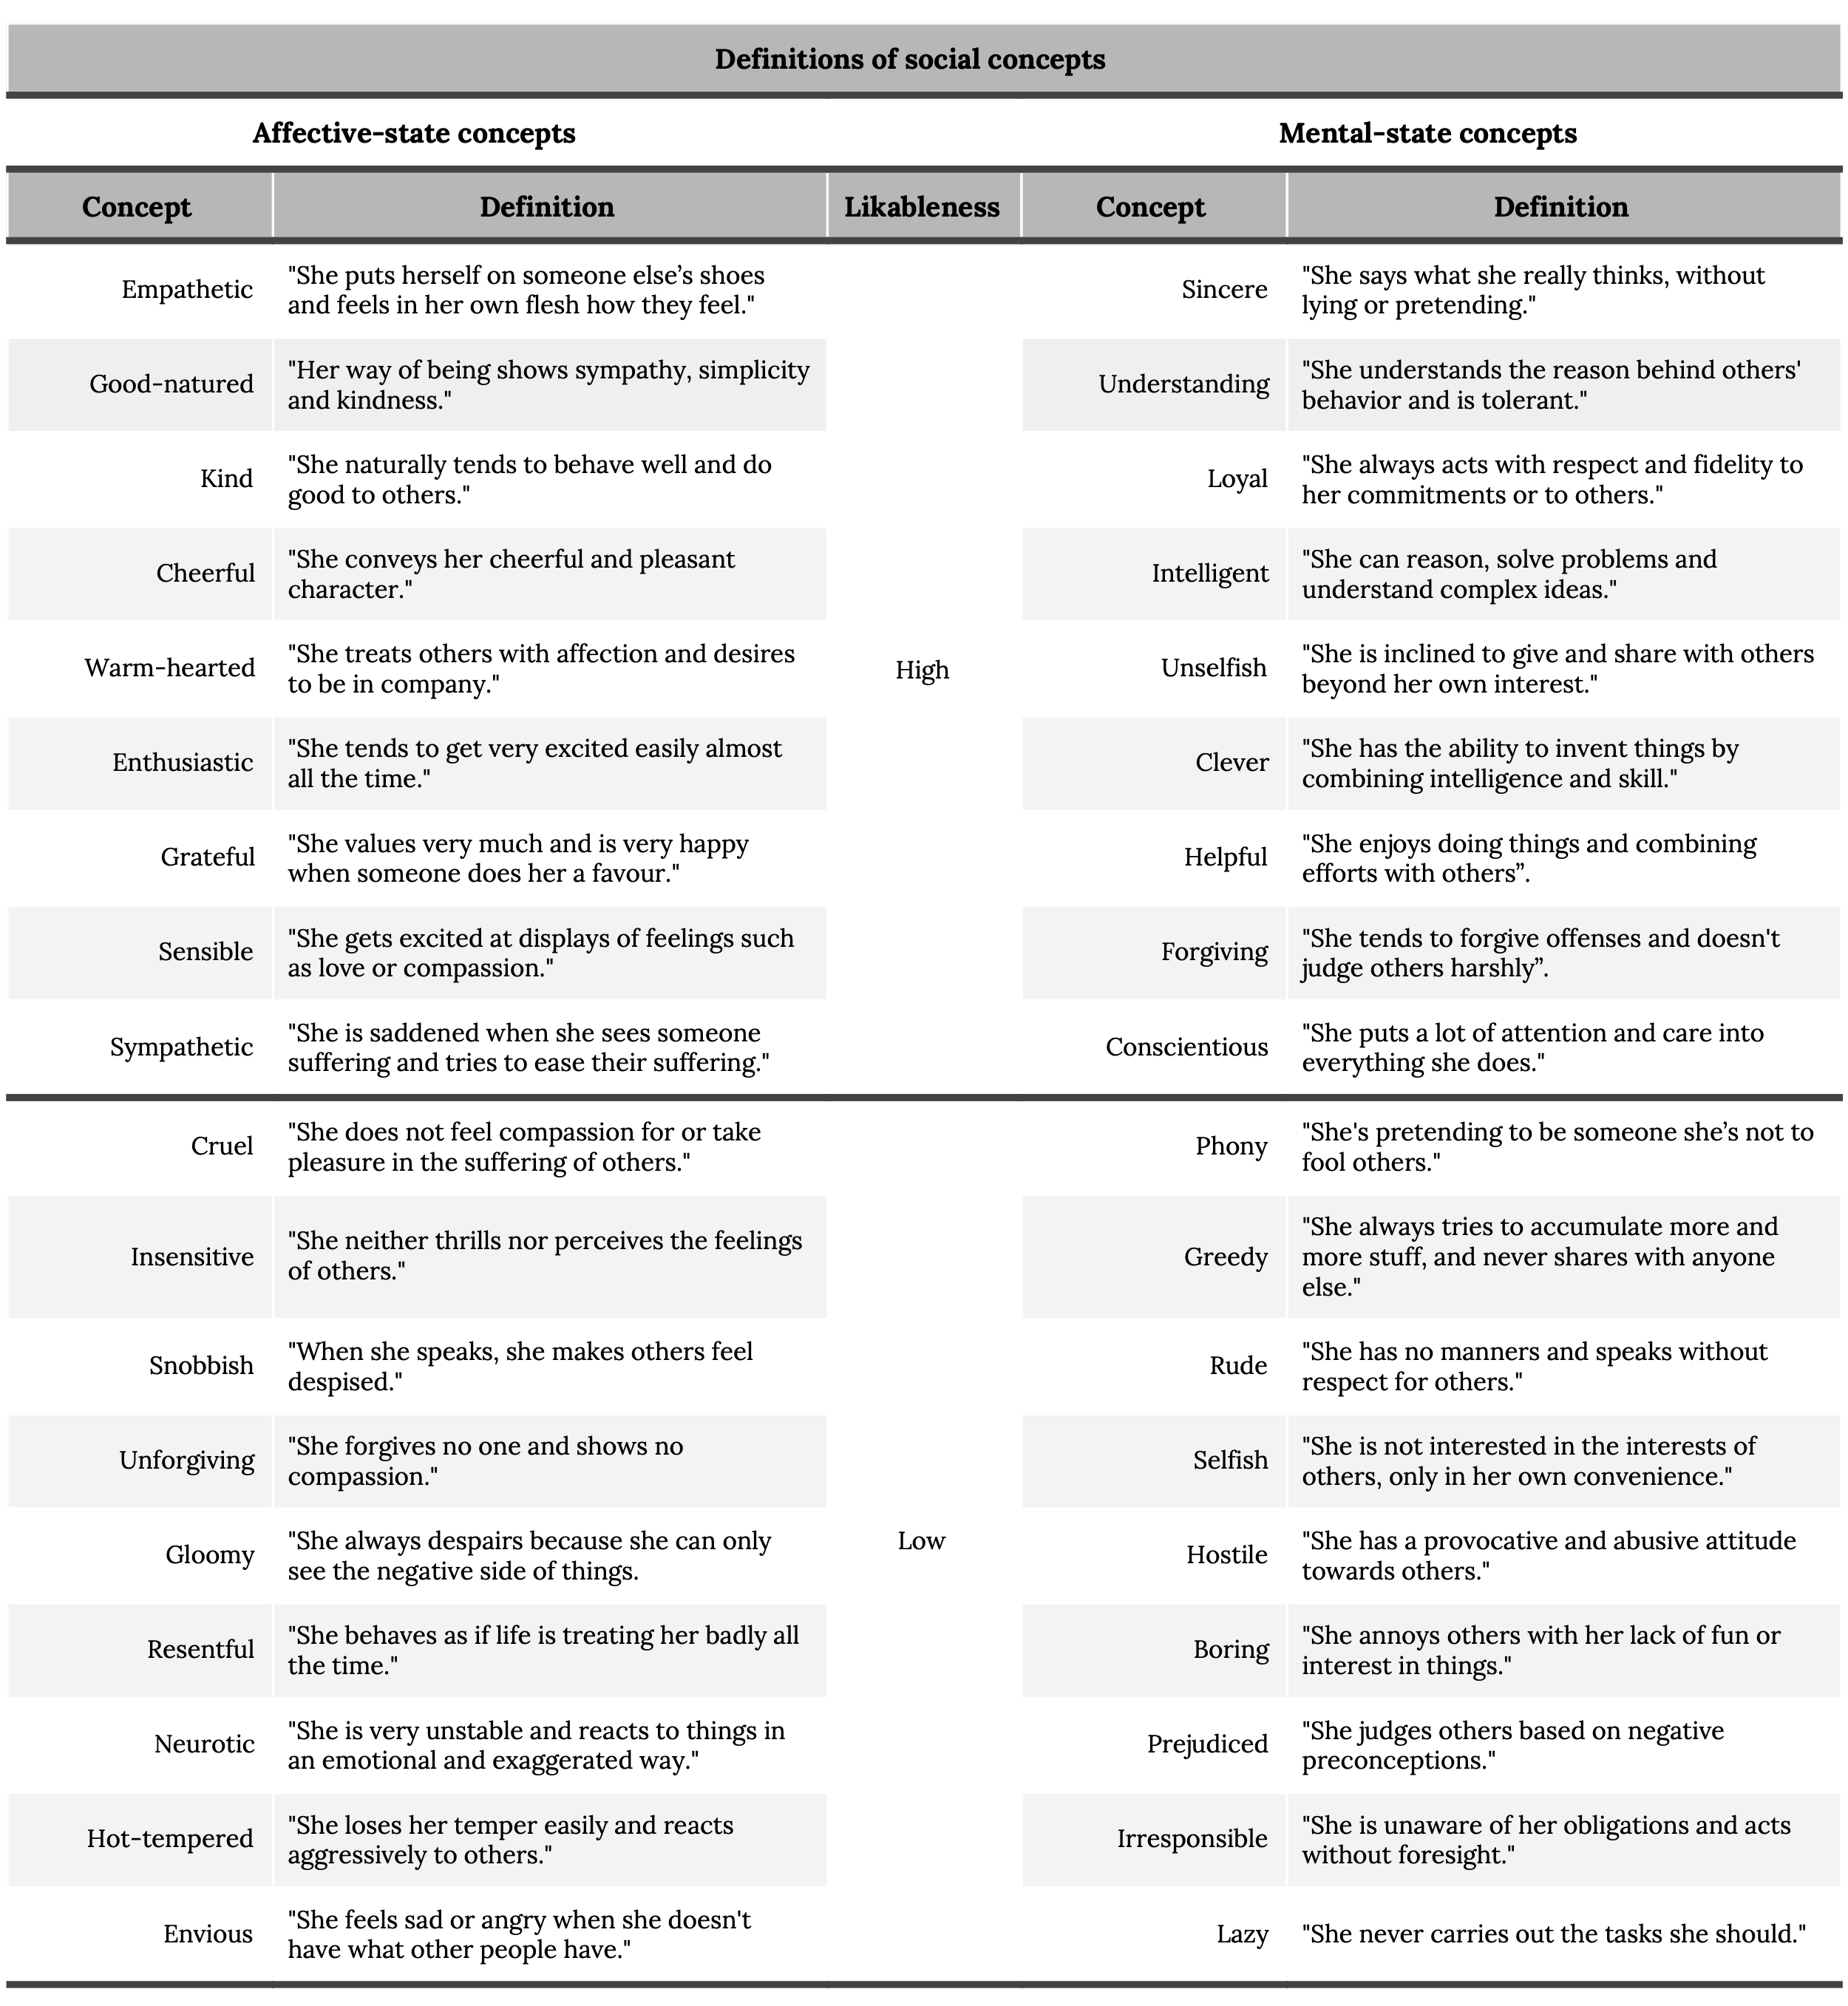 Definitions of social concepts
Affective-state concepts
Mental-state concepts
Concept
Definition
Likableness
Concept
Definition
Empathetic
"She puts herself on someone else’s shoes
and feels in her own flesh how they feel."
Sincere
"She says what she really thinks, without
lying or pretending."
Good-natured
"Her way of being shows sympathy, simplicity
and kindness."
Understanding
"She understands the reason behind others'
behavior and is tolerant."
Kind
"She naturally tends to behave well and do
good to others."
Loyal
"She always acts with respect and fidelity to
her commitments or to others."
Cheerful
"She conveys her cheerful and pleasant
character."
Intelligent
"She can reason, solve problems and
understand complex ideas."
Warm-hearted
"She treats others with affection and desires
to be in company."
High
Unselfish
"She is inclined to give and share with others
beyond her own interest."
Enthusiastic
"She tends to get very excited easily almost
all the time."
Clever
"She has the ability to invent things by
combining intelligence and skill."
Grateful
"She values very much and is very happy
when someone does her a favour."
Helpful
"She enjoys doing things and combining
efforts with others”.
Sensible
"She gets excited at displays of feelings such
as love or compassion."
Forgiving
"She tends to forgive offenses and doesn't
judge others harshly”.
Sympathetic
"She is saddened when she sees someone
suffering and tries to ease their suffering."
Conscientious
"She puts a lot of attention and care into
everything she does."
Cruel
"She does not feel compassion for or take
pleasure in the suffering of others."
Phony
"She's pretending to be someone she’s not to
fool others."
Insensitive
"She neither thrills nor perceives the feelings
of others."
Greedy
"She always tries to accumulate more and
more stuff, and never shares with anyone
else."
Snobbish
"When she speaks, she makes others feel
despised."
Rude
"She has no manners and speaks without
respect for others."
Unforgiving
"She forgives no one and shows no
compassion."
Selfish
"She is not interested in the interests of
others, only in her own convenience."
Gloomy
"She always despairs because she can only
see the negative side of things.
Low
Hostile
"She has a provocative and abusive attitude
towards others."
Resentful
"She behaves as if life is treating her badly all
the time."
Boring
"She annoys others with her lack of fun or
interest in things."
Neurotic
"She is very unstable and reacts to things in
an emotional and exaggerated way."
Prejudiced
"She judges others based on negative
preconceptions."
Hot-tempered
"She loses her temper easily and reacts
aggressively to others."
Irresponsible
"She is unaware of her obligations and acts
without foresight."
Envious
"She feels sad or angry when she doesn't
have what other people have."
Lazy
"She never carries out the tasks she should."